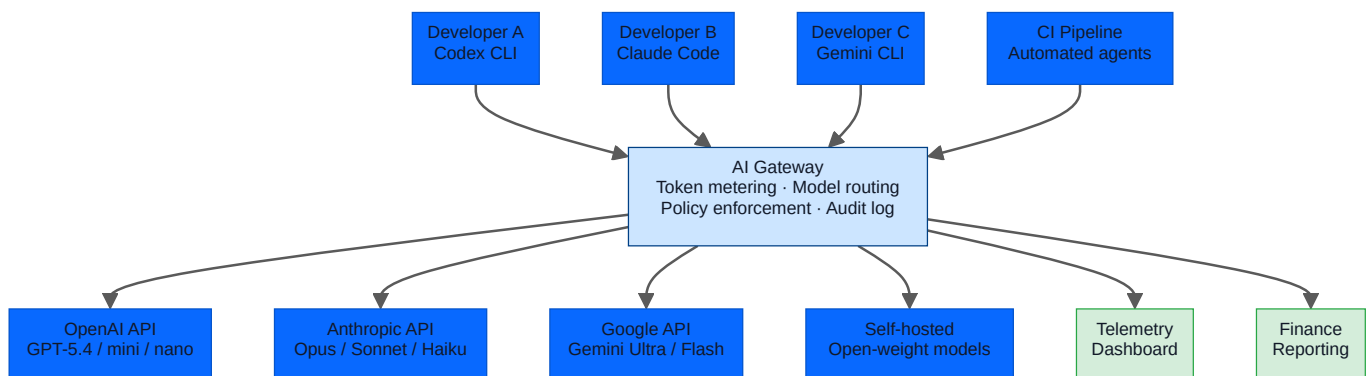 Developer A
Codex CLI
Developer B
Claude Code
Developer C
Gemini CLI
CI Pipeline
Automated agents
AI Gateway
Token metering · Model routing
Policy enforcement · Audit log
OpenAI API
GPT-5.4 / mini / nano
Anthropic API
Opus / Sonnet / Haiku
Google API
Gemini Ultra / Flash
Self-hosted
Open-weight models
Telemetry
Dashboard
Finance
Reporting